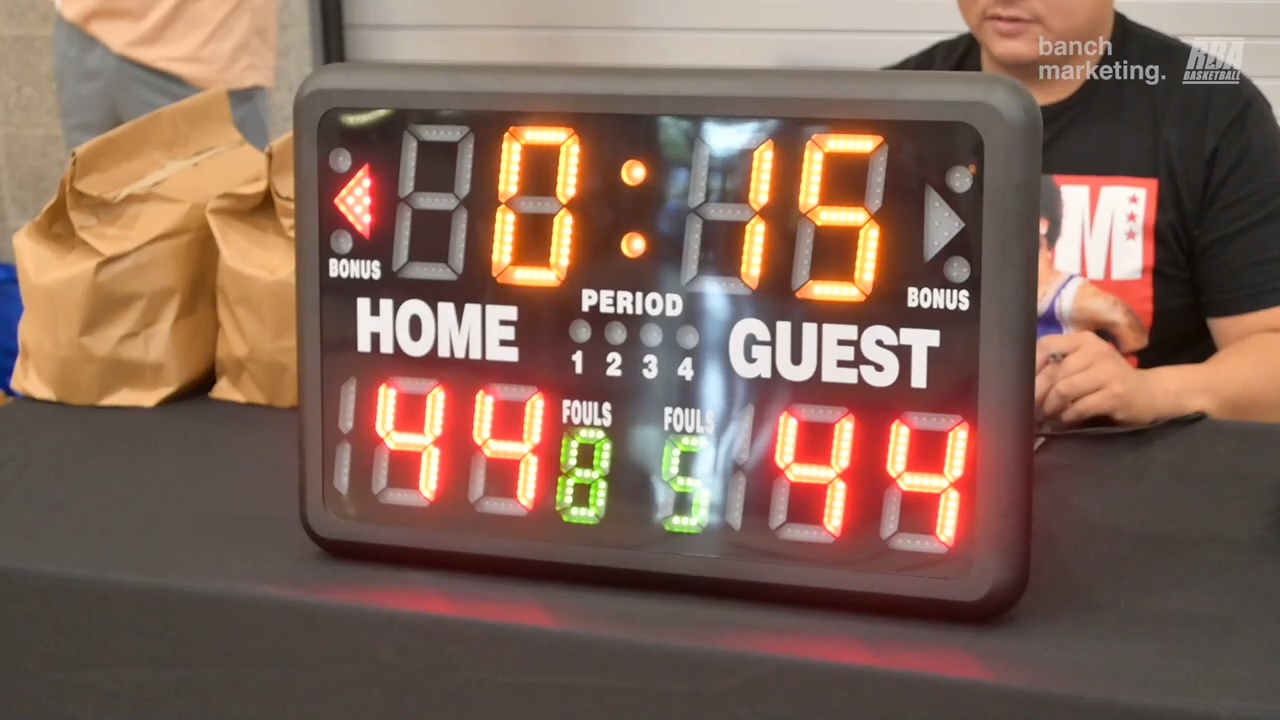 banch
marketing.
RBA
BASKETBALL
0:15
BONUS
BONUS
PERIOD
HOME
GUEST
1 2 3 4
FOULS
FOULS
44
8
5
44
M